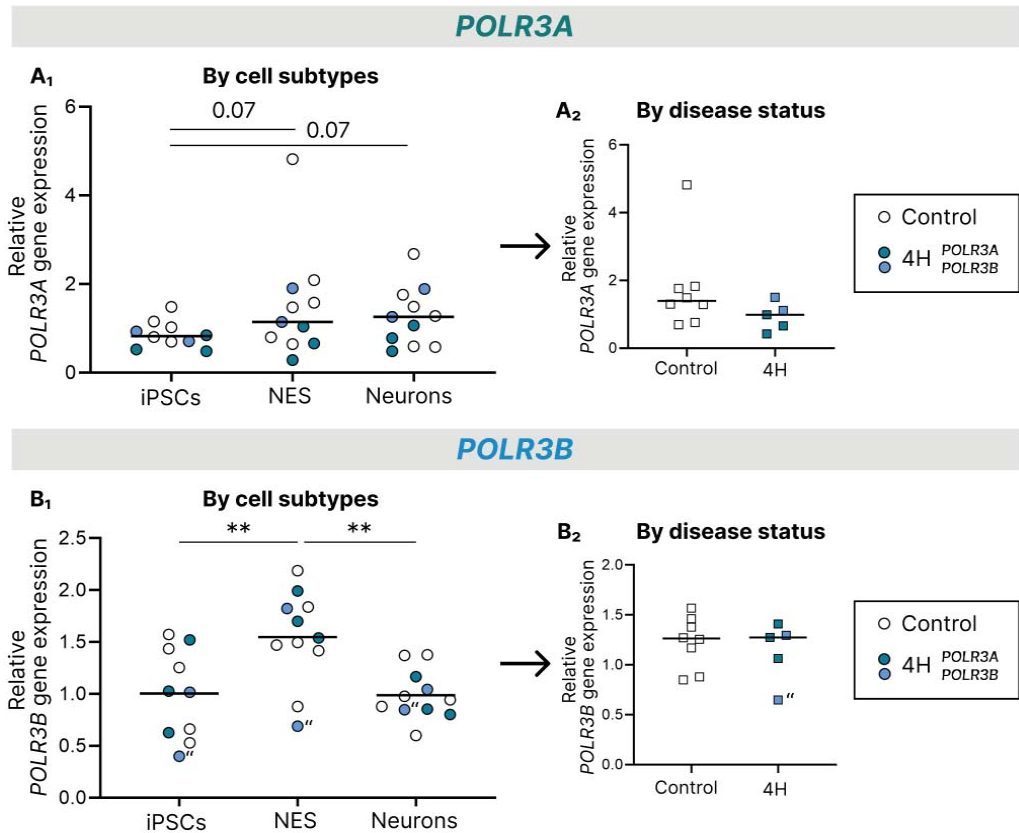 POLR3A
A₁
By cell subtypes
Relative
POLR3A gene expression
6
4
2
0
0.07
0.07
iPSCs
NES
Neurons
A₂
By disease status
Relative
POLR3A gene expression
6
4
2
0
Control
4H
Control
4H POLR3A
POLR3B
POLR3B
B₁
By cell subtypes
Relative
POLR3B gene expression
2.5
2.0
1.5
1.0
0.5
0.0
**
**
“
“
“
iPSCs
NES
Neurons
B₂
By disease status
Relative
POLR3B gene expression
2.0
1.5
1.0
0.5
0.0
“
Control
4H
Control
4H POLR3A
POLR3B